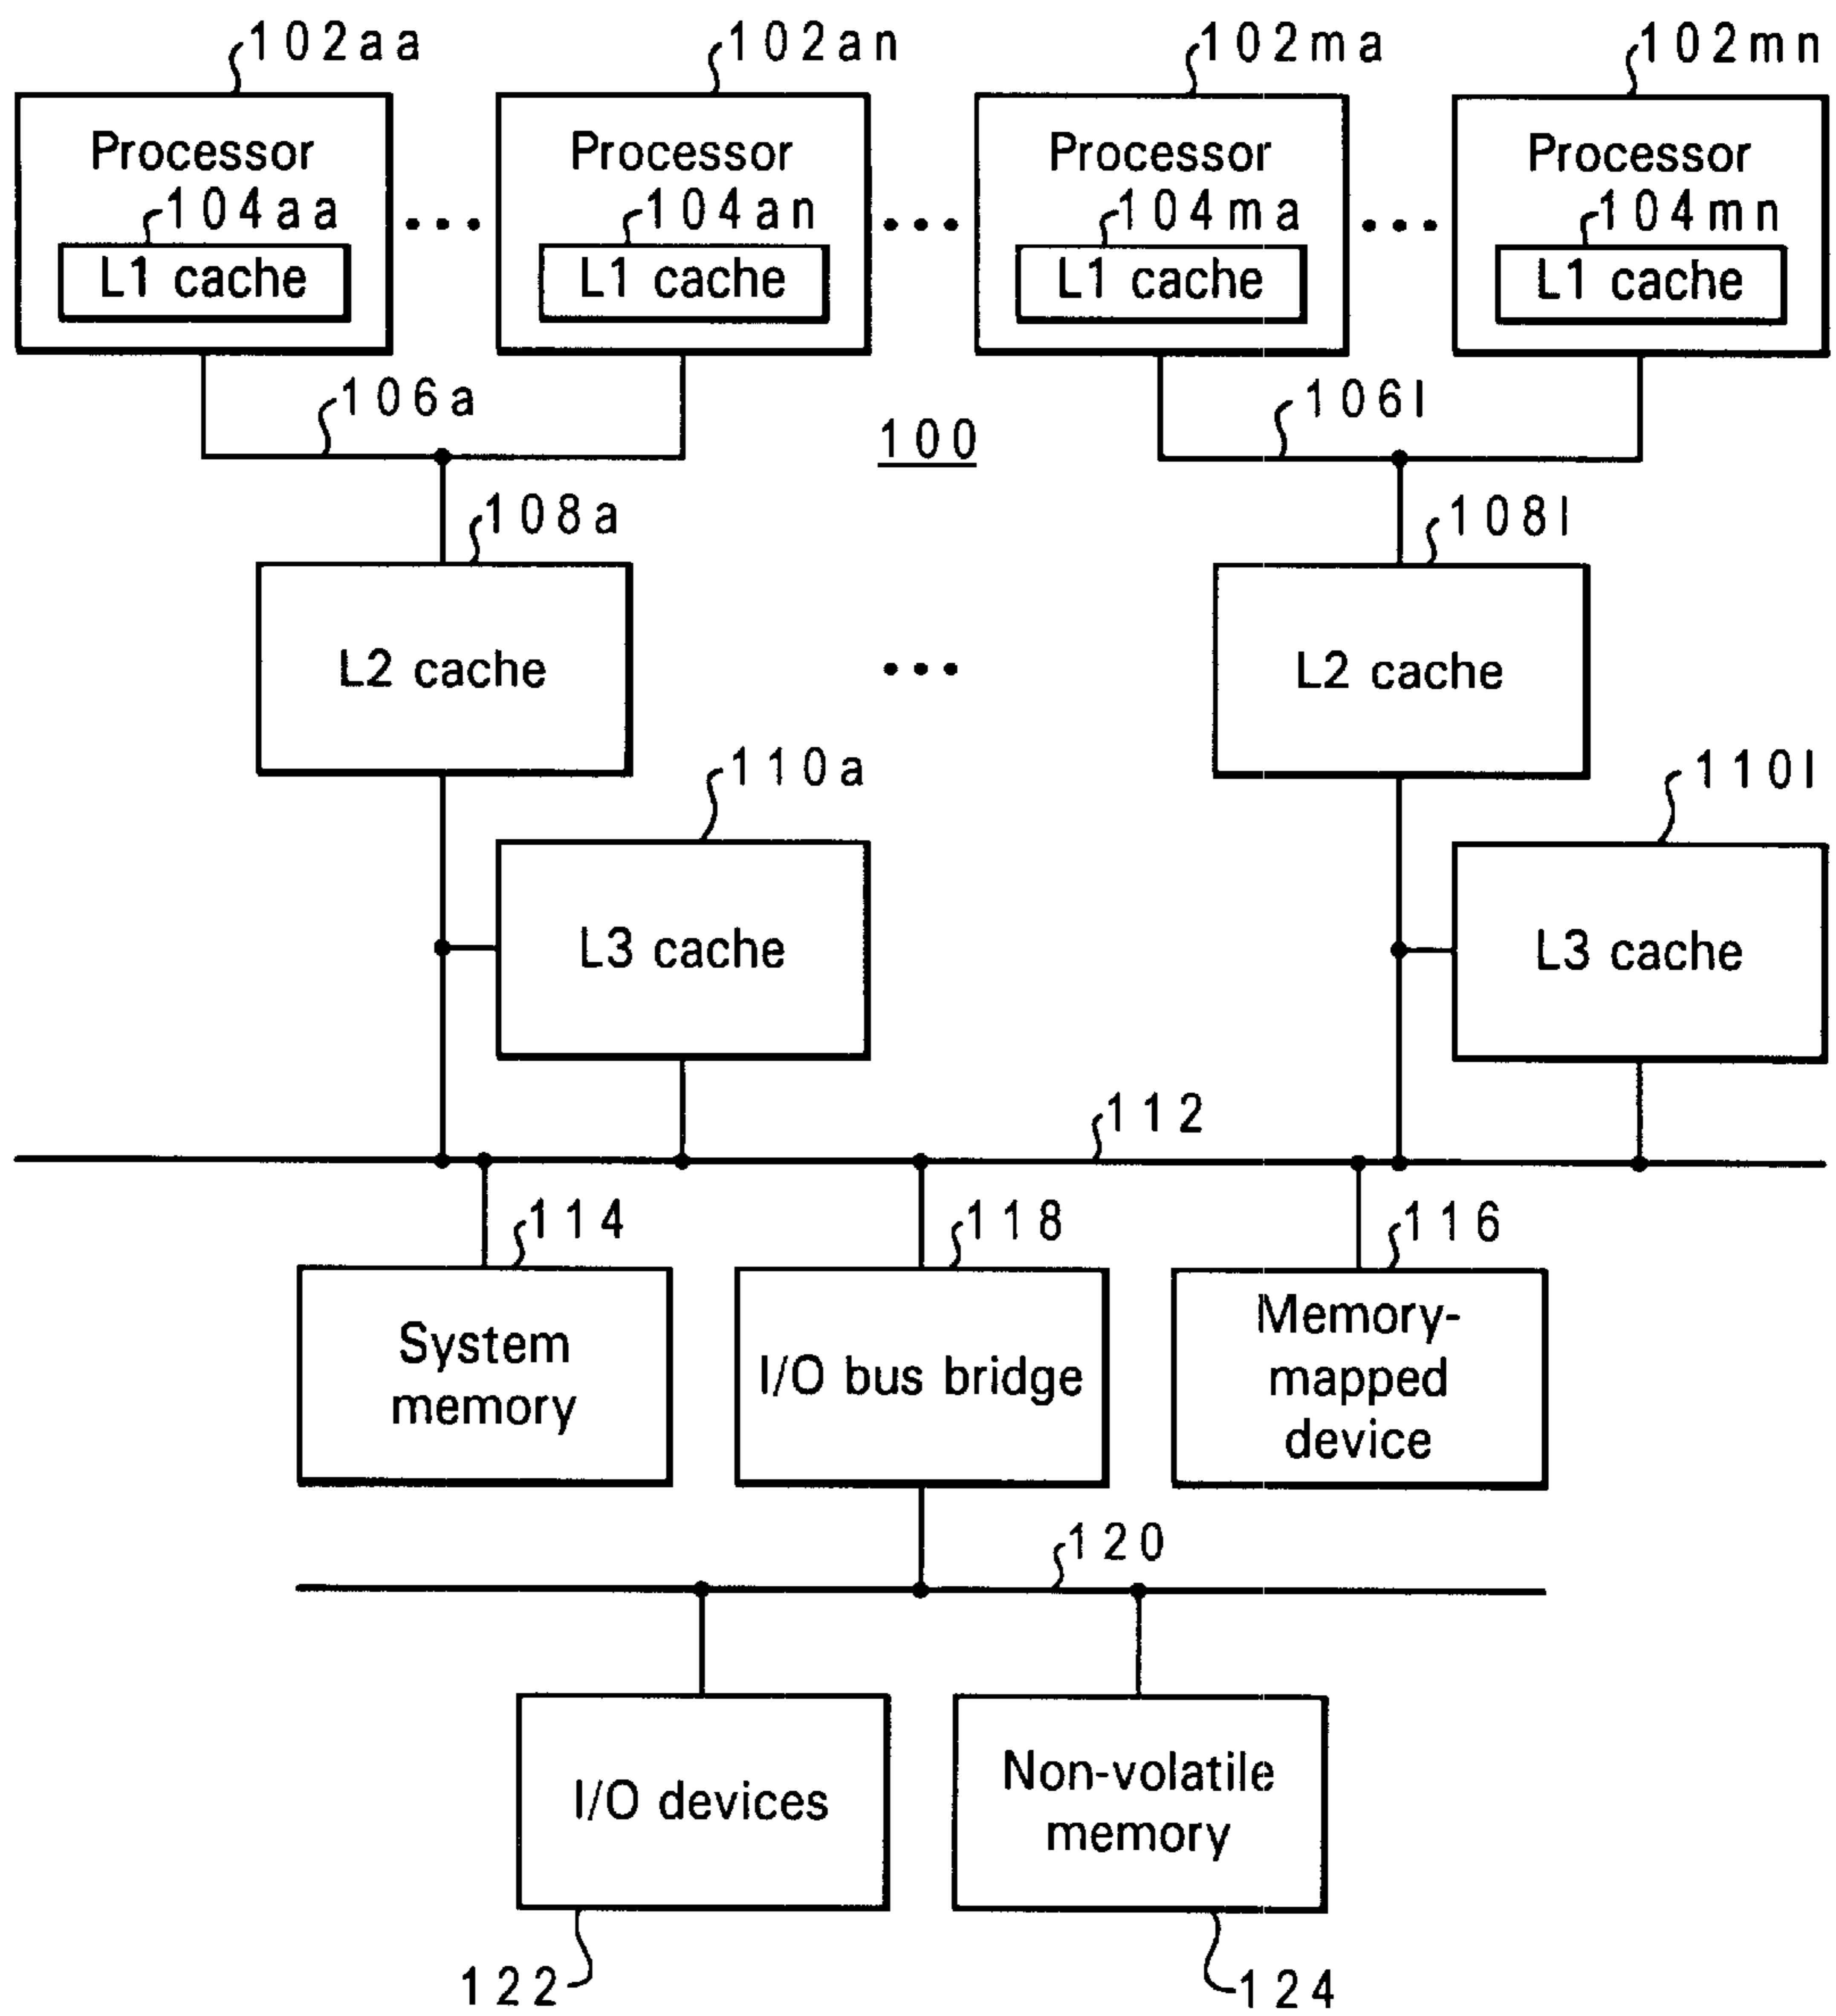 102aa
102an
102ma
102mn
Processor
Processor
Processor
Processor
104aa
104an
104ma
104mn
L1 cache
L1 cache
L1 cache
L1 cache
106a
106l
100
108a
108l
L2 cache
L2 cache
110a
110l
L3 cache
L3 cache
112
114
118
116
System
memory
I/O bus bridge
Memory-
mapped
device
120
I/O devices
Non-volatile
memory
122
124